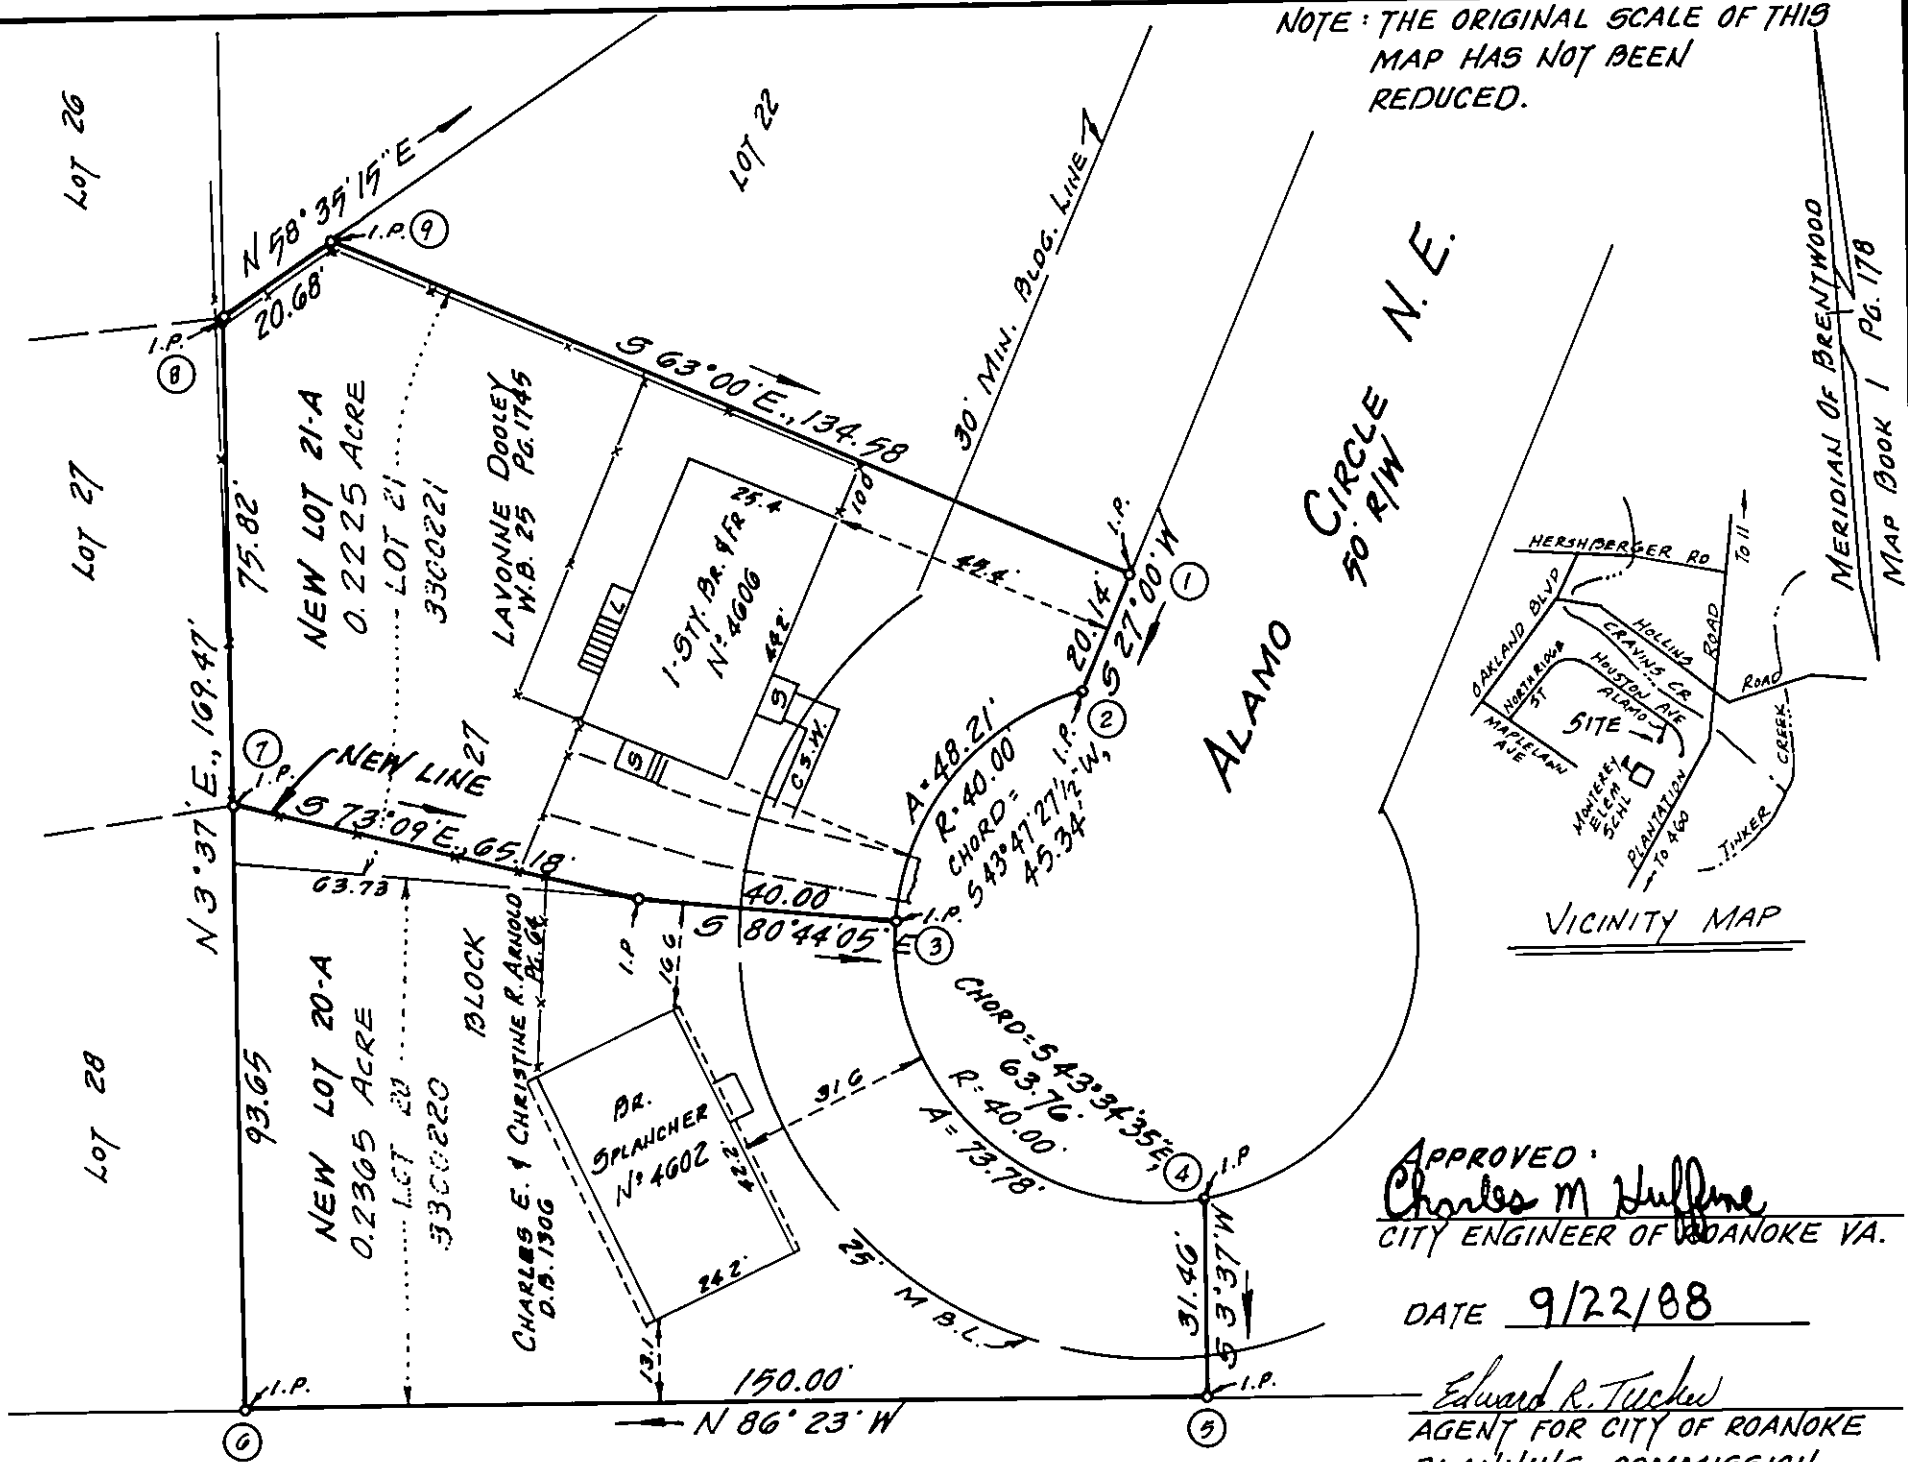 NOTE: THE ORIGINAL SCALE OF THIS
MAP HAS NOT BEEN
REDUCED.
LOT 26
LOT 22
N 58° 35' 15" E
20.68'
I.P. 9
I.P.
8
30' MIN. BLDG. LINE
S 63° 00' E., 134.58
ALAMO CIRCLE N.E.
50' R/W
MERIDIAN OF BRENTWOOD
MAP BOOK 1 PG. 178
LOT 27
75.82'
NEW LOT 21-A
0.2225 ACRE
LOT 21
3300221
LAVONNE DOOLEY
W.B. 25 PG. 1745
1-STY. BR. & FR
Nº 4606
25.4
10.0
44.2'
45.4'
L
S
S
C S.W.
I.P.
1
20.14'
S 27° 00' W
I.P.
2
A = 48.21'
R = 40.00'
CHORD =
S 43° 47' 27 1/2" W,
45.34'
HERSHBERGER RD
TO 11
OAKLAND BLVD
HOLLINS
ROAD
ROAD
CRAVINS CR
HOUSTON AVE
ALAMO
NORTHRIDGE
ST
MAPLELAWN
AVE
SITE
MONTEREY
ELEM
SCHL
PLANTATION
TO 460
TINKER
CREEK
VICINITY MAP
N 3° 37' E., 169.47'
7
I.P.
NEW LINE
27
S 73° 09' E., 65.18'
63.73
40.00'
S 80° 44' 05"
I.P.
I.P.
3
E
16.6
LOT 28
93.65
NEW LOT 20-A
0.2365 ACRE
LOT 20
3300220
BLOCK
CHARLES E. & CHRISTINE R. ARNOLD
D.B. 1306 PG. 64
BR.
SPLANCHER
Nº 4602
42.2'
24.2'
31.6
13.1
CHORD = S 43° 34' 35" E,
63.76'
R = 40.00'
A = 73.78'
4
I.P
25'
M B.L.
31.46'
S 3° 37' W
I.P.
5
150.00'
N 86° 23' W
I.P.
6
APPROVED:
Charles M Huffine
CITY ENGINEER OF ROANOKE VA.
DATE 9/22/88
Edward R. Tucker
AGENT FOR CITY OF ROANOKE
PLANNING COMMISSION